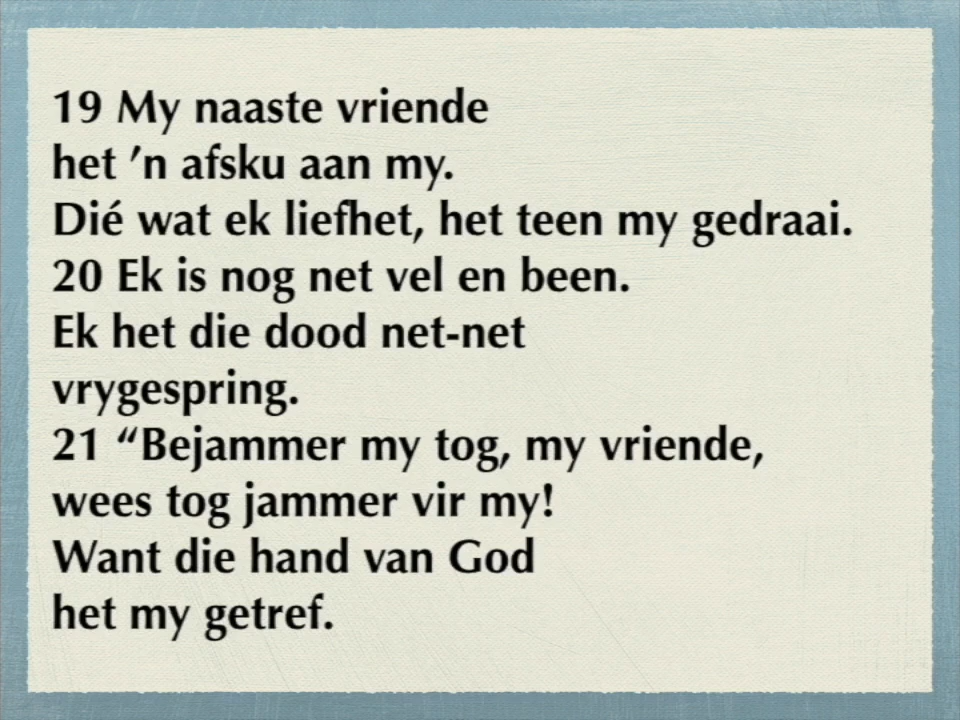 19 My naaste vriende
het ’n afsku aan my.
Dié wat ek liefhet, het teen my gedraai.
20 Ek is nog net vel en been.
Ek het die dood net-net
vrygespring.
21 “Bejammer my tog, my vriende,
wees tog jammer vir my!
Want die hand van God
het my getref.